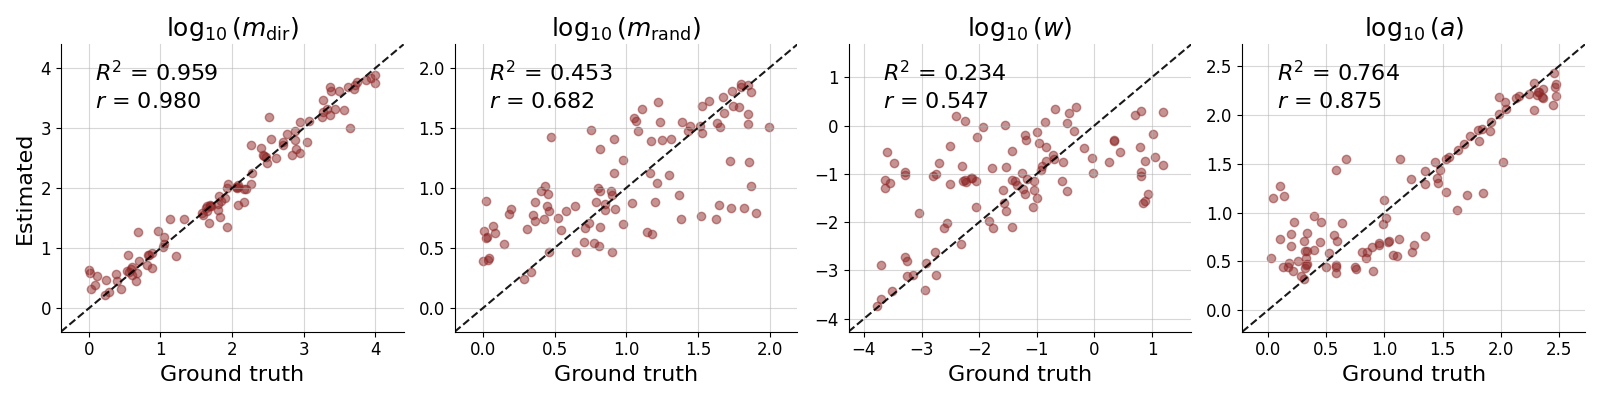 log₁₀ (m_dir)
R² = 0.959
r = 0.980
4
3
2
1
0
0 1 2 3 4
Estimated
Ground truth
log₁₀ (m_rand)
R² = 0.453
r = 0.682
2.0
1.5
1.0
0.5
0.0
0.0 0.5 1.0 1.5 2.0
Ground truth
log₁₀ (w)
R² = 0.234
r = 0.547
1
0
−1
−2
−3
−4
−4 −3 −2 −1 0 1
Ground truth
log₁₀ (a)
R² = 0.764
r = 0.875
2.5
2.0
1.5
1.0
0.5
0.0
0.0 0.5 1.0 1.5 2.0 2.5
Ground truth